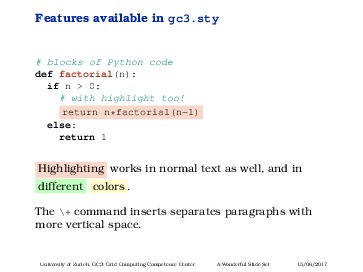 Features available in gc3.sty
# blocks of Python code
def factorial(n):
if n > 0:
# with highlight too!
return n*factorial(n-1)
else:
return 1
Highlighting works in normal text as well, and in
different colors.
The \+ command inserts separates paragraphs with
more vertical space.
University of Zurich, GC3: Grid Computing Competence Center A Wonderful Slide Set 15/06/2017